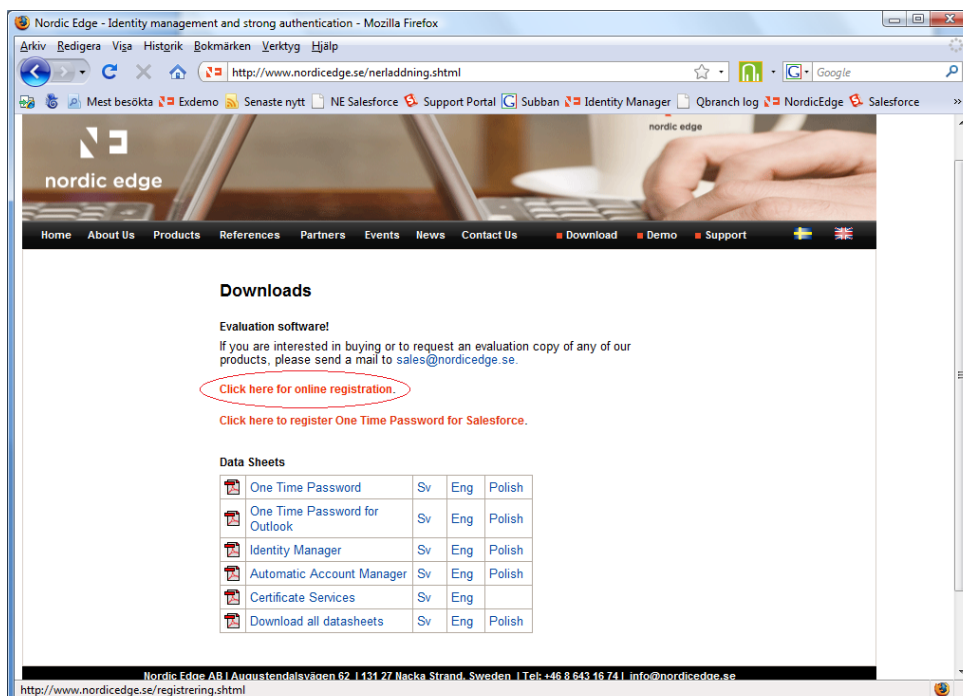 Nordic Edge - Identity management and strong authentication - Mozilla Firefox
Arkiv Redigera Visa Historik Bokmärken Verktyg Hjälp
http://www.nordicedge.se/nerladdning.shtml
G Google
Mest besökta Exdemo Senaste nytt NE Salesforce Support Portal Subban Identity Manager Qbranch log NordicEdge Salesforce »
nordic edge
nordic edge
Home About Us Products References Partners Events News Contact Us Download Demo Support
Downloads
Evaluation software!
If you are interested in buying or to request an evaluation copy of any of our
products, please send a mail to sales@nordicedge.se.
Click here for online registration.
Click here to register One Time Password for Salesforce.
Data Sheets
One Time Password Sv Eng Polish
One Time Password for
Outlook Sv Eng Polish
Identity Manager Sv Eng Polish
Automatic Account Manager Sv Eng Polish
Certificate Services Sv Eng
Download all datasheets Sv Eng Polish
Nordic Edge AB | Augustendalsvägen 62 | 131 27 Nacka Strand, Sweden | Tel: +46 8 643 16 74 | info@nordicedge.se
http://www.nordicedge.se/registrering.shtml